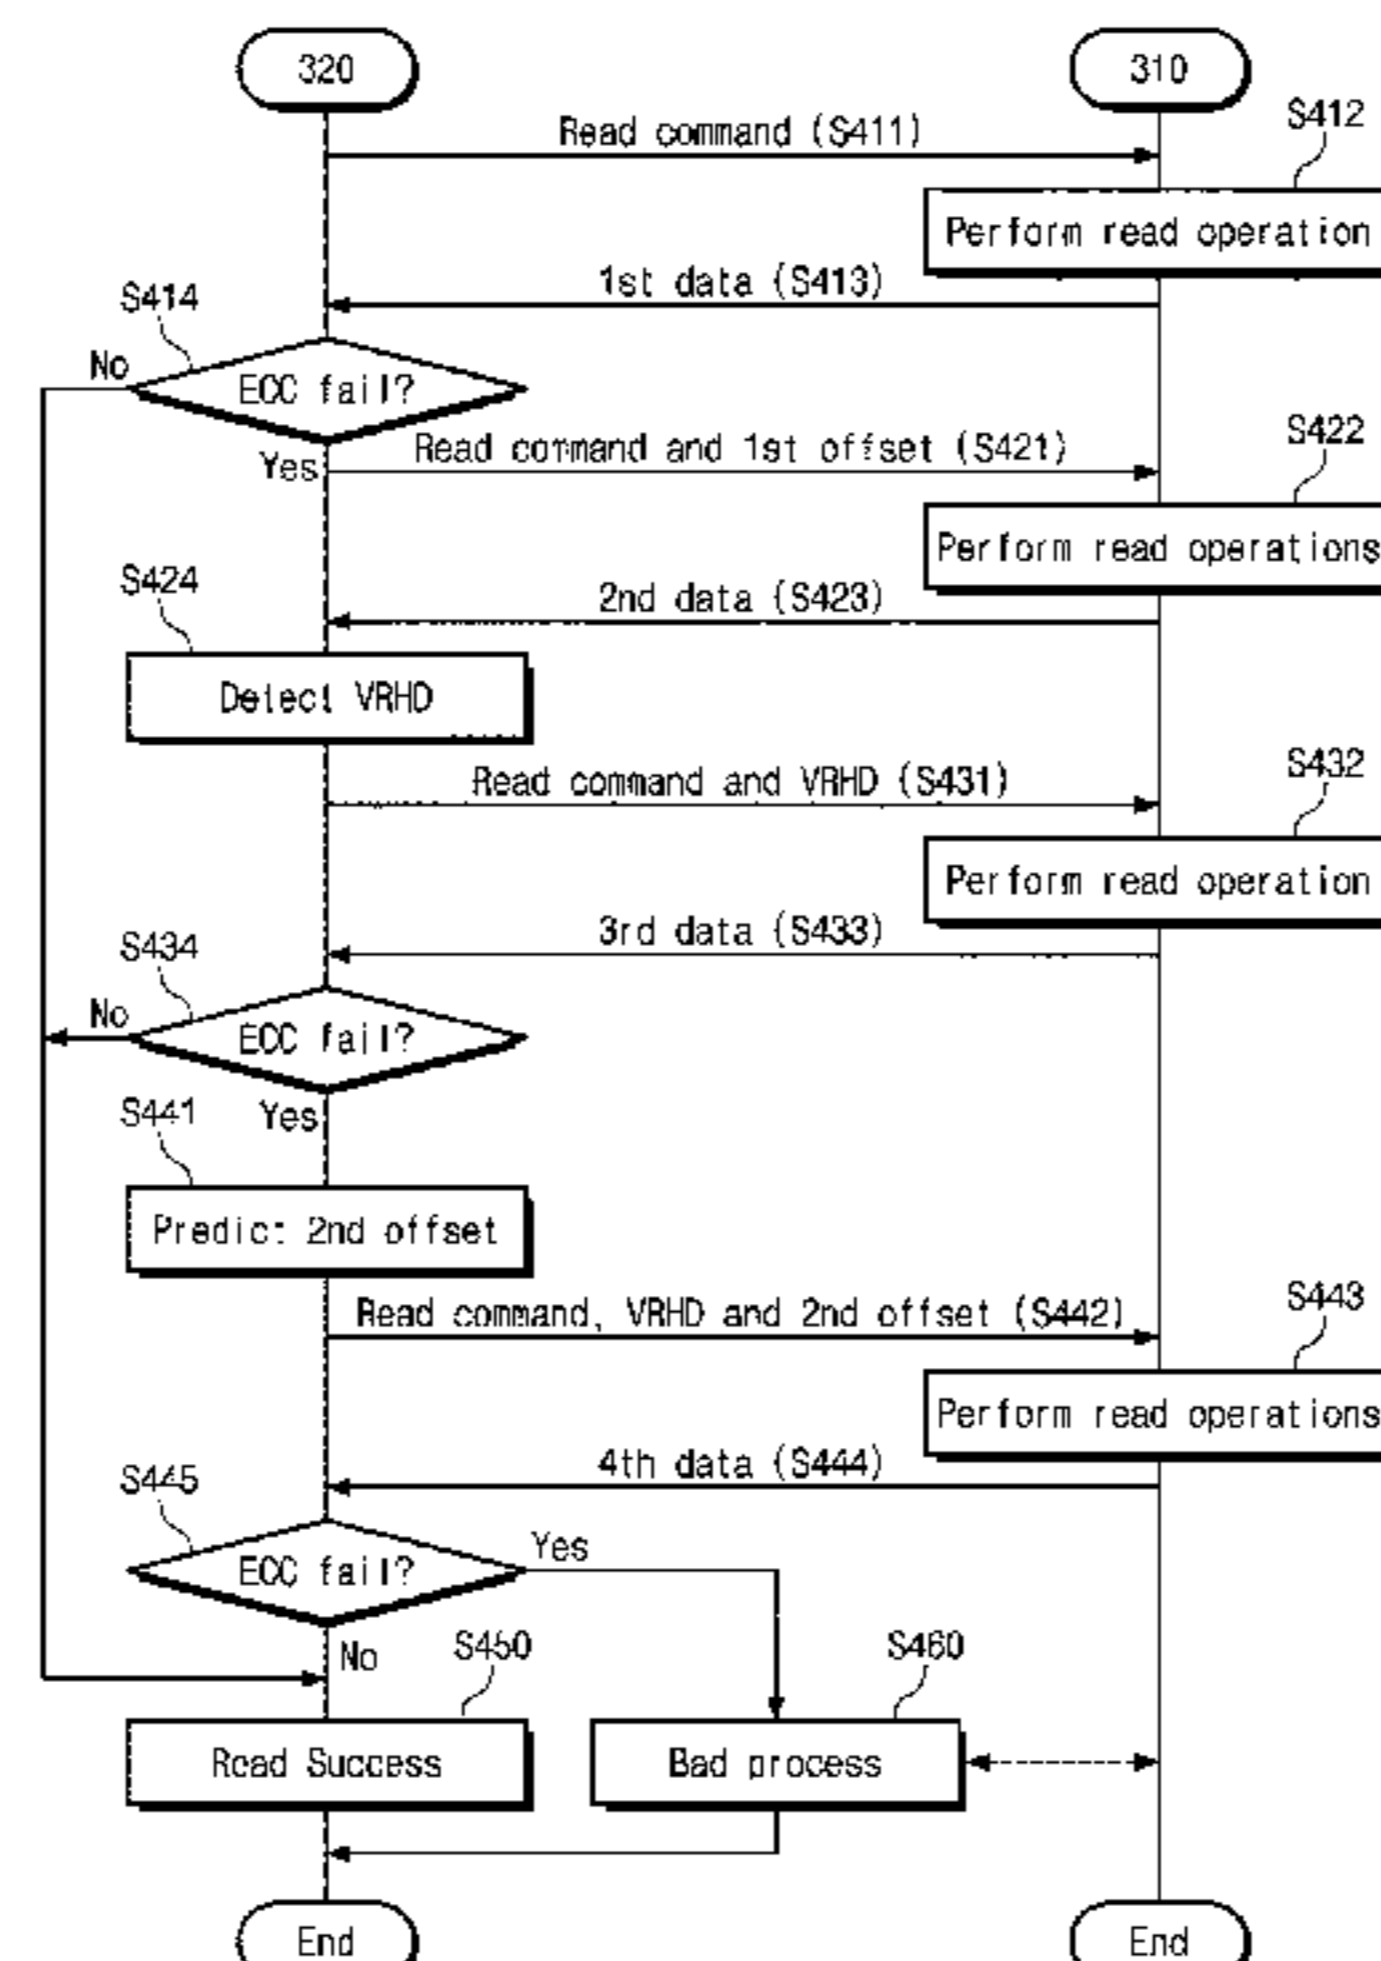 320
310
Read command (S411)
S412
Perform read operation
1st data (S413)
S414
No
ECC fail?
Yes
Read command and 1st offset (S421)
S422
Perform read operations
2nd data (S423)
S424
Detect VRHD
Read command and VRHD (S431)
S432
Perform read operation
3rd data (S433)
S434
No
ECC fail?
Yes
S441
Predict 2nd offset
Read command, VRHD and 2nd offset (S442)
S443
Perform read operations
4th data (S444)
S445
ECC fail?
Yes
No
S450
S460
Read Success
Bad process
End
End